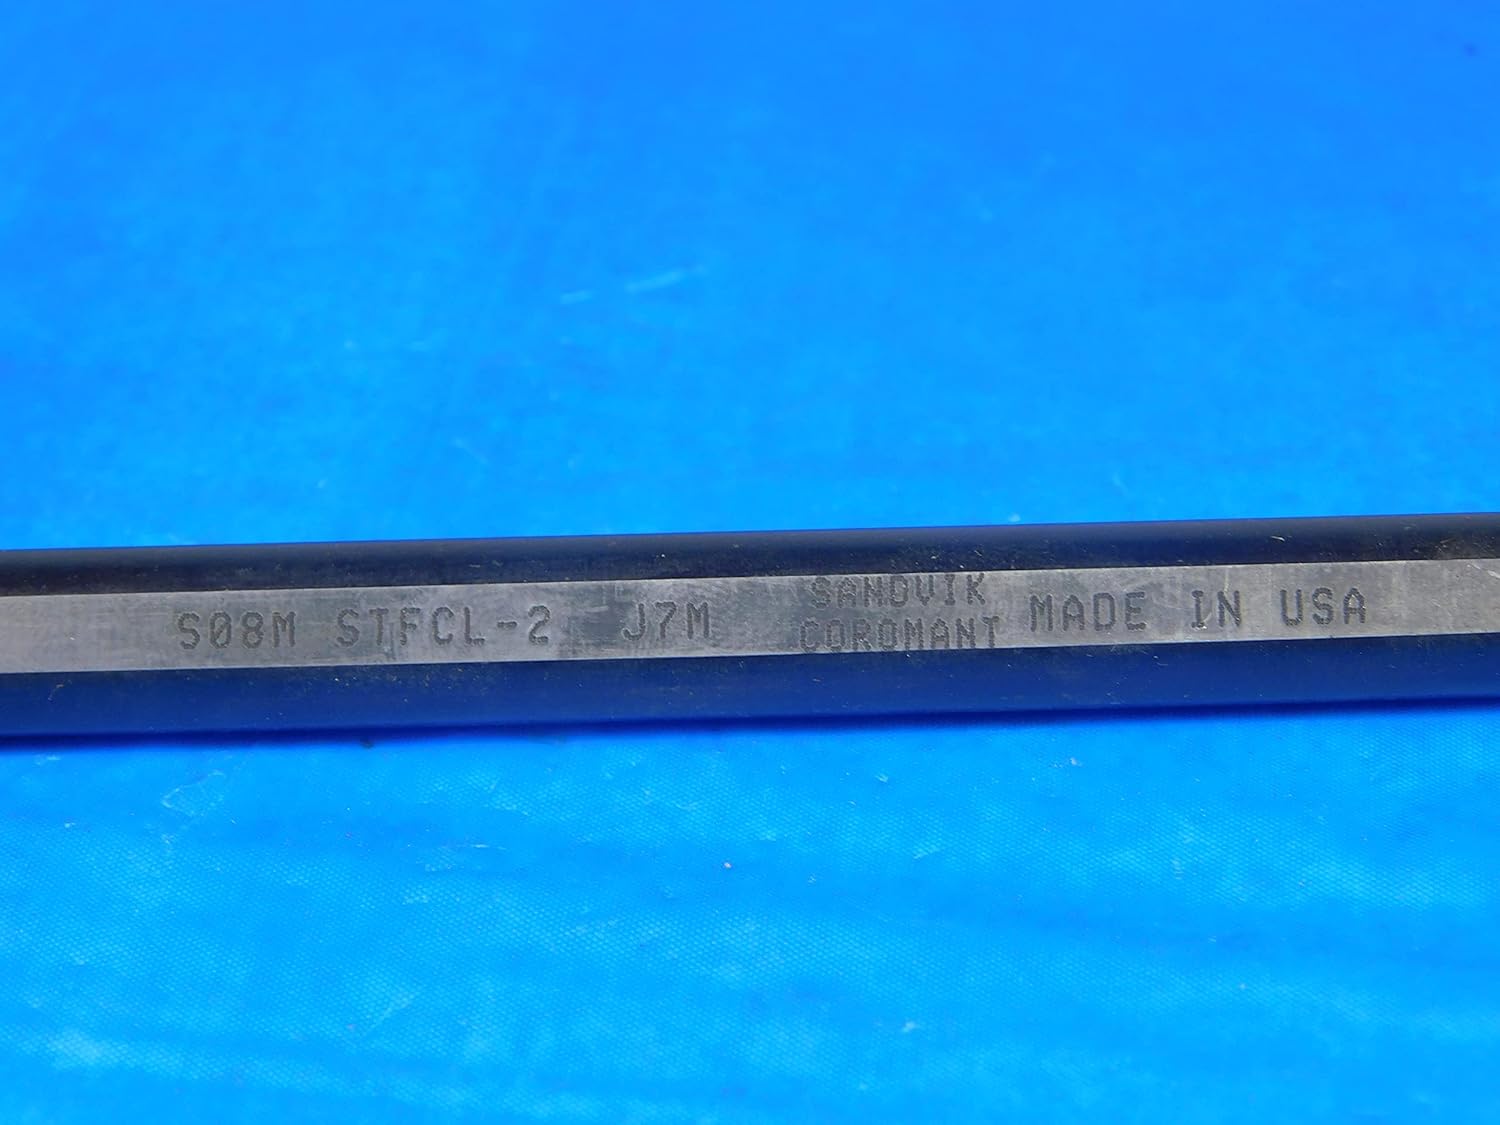 S08M STFCL-2 J7M SANDVIK
COROMANT MADE IN USA